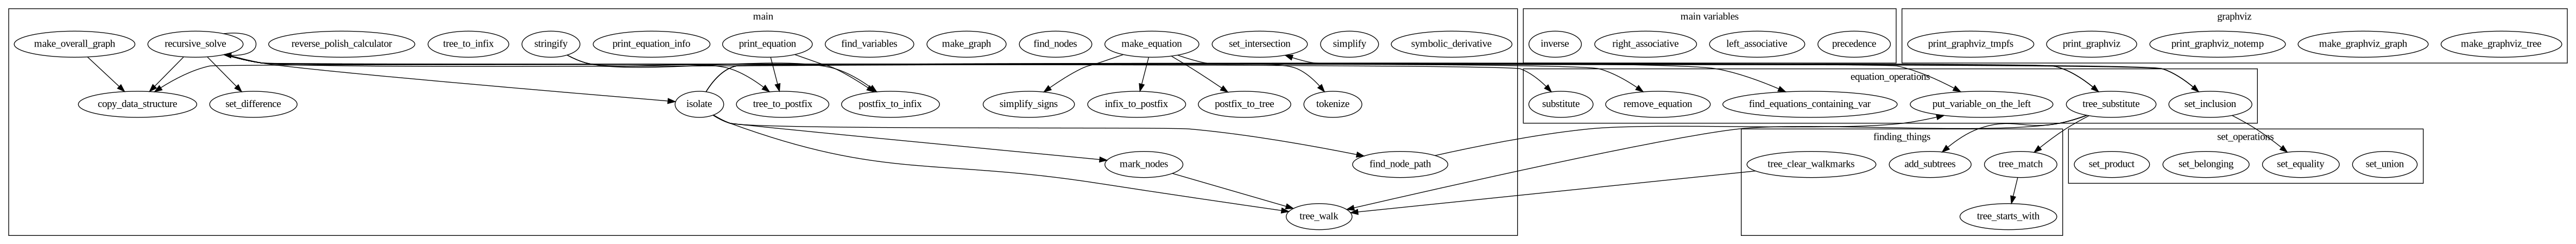 main
main variables
graphviz
make_overall_graph
recursive_solve
reverse_polish_calculator
tree_to_infix
stringify
print_equation_info
print_equation
find_variables
make_graph
find_nodes
make_equation
set_intersection
simplify
symbolic_derivative
inverse
right_associative
left_associative
precedence
print_graphviz_tmpfs
print_graphviz
print_graphviz_notemp
make_graphviz_graph
make_graphviz_tree
equation_operations
copy_data_structure
set_difference
isolate
tree_to_postfix
postfix_to_infix
simplify_signs
infix_to_postfix
postfix_to_tree
tokenize
substitute
remove_equation
find_equations_containing_var
put_variable_on_the_left
tree_substitute
set_inclusion
finding_things
set_operations
mark_nodes
find_node_path
tree_clear_walkmarks
add_subtrees
tree_match
set_product
set_belonging
set_equality
set_union
tree_walk
tree_starts_with